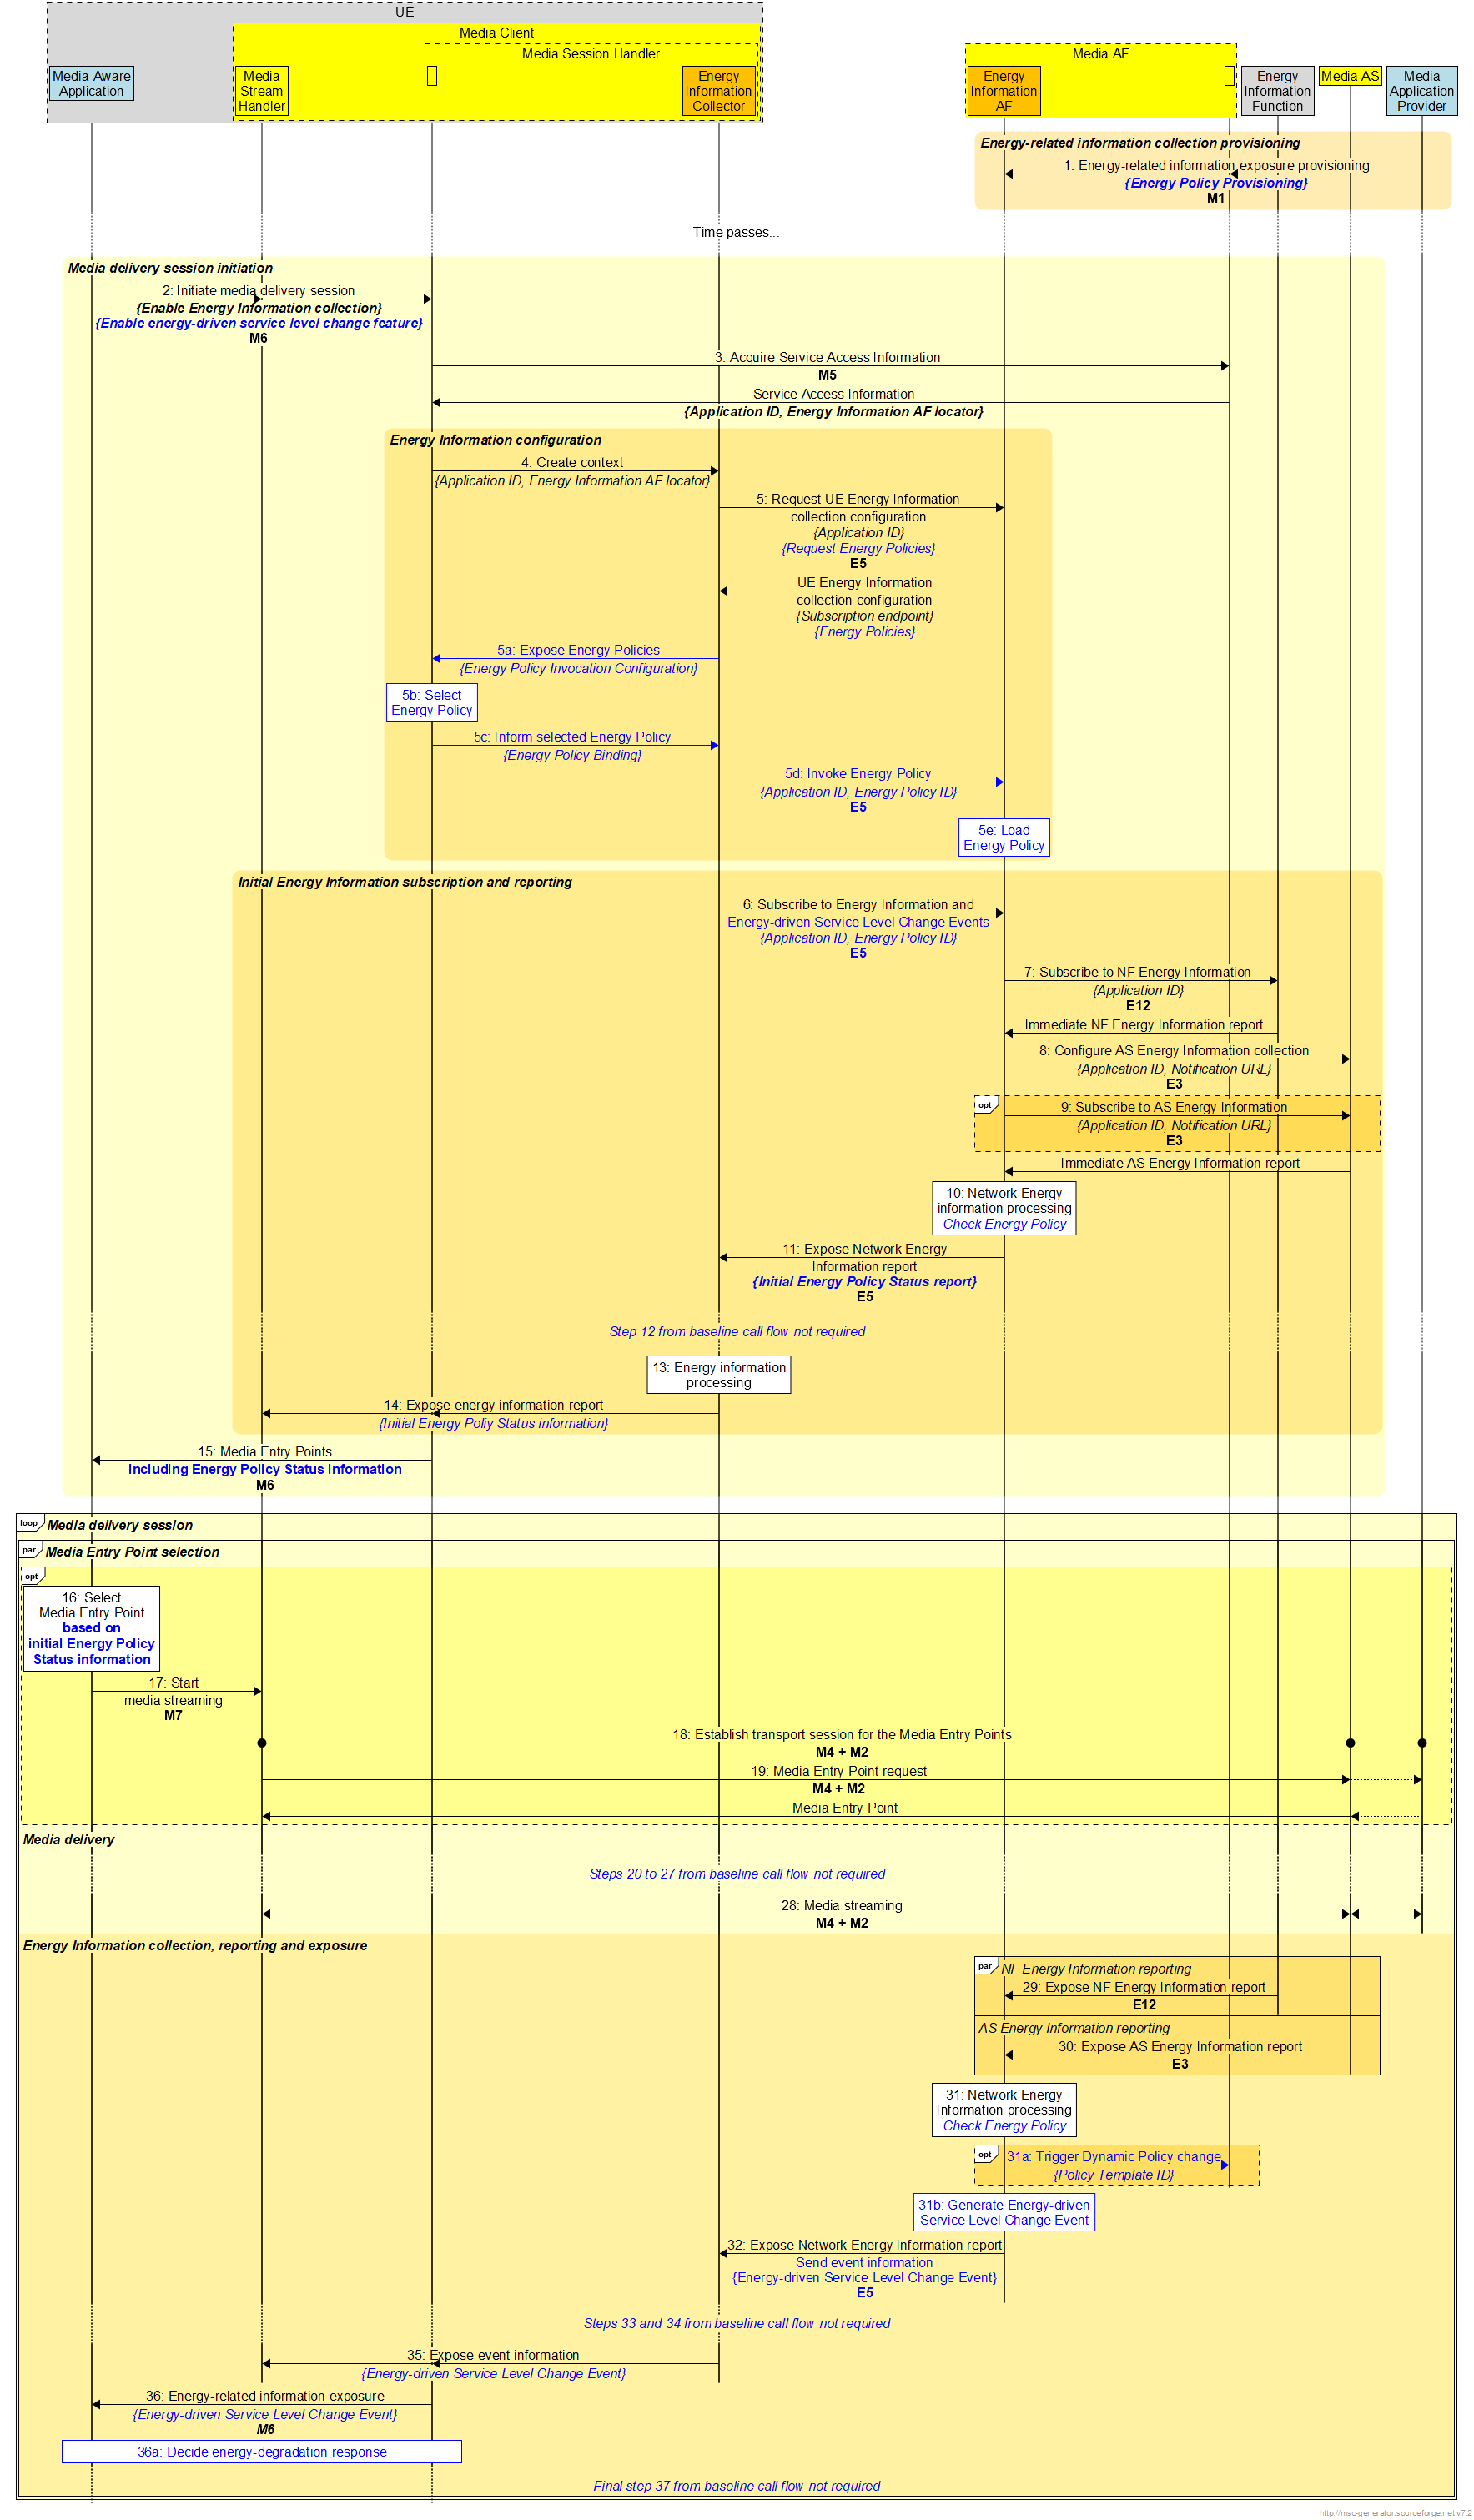 UE
Media Client
Media Session Handler
Media AF
Media-Aware
Application
Media
Stream
Handler
Energy
Information
Collector
Energy
Information
AF
Energy
Information
Function
Media AS
Media
Application
Provider
Energy-related information collection provisioning
1: Energy-related information exposure provisioning
{Energy Policy Provisioning}
M1
Time passes...
Media delivery session initiation
2: Initiate media delivery session
{Enable Energy Information collection}
{Enable energy-driven service level change feature}
M6
3: Acquire Service Access Information
M5
Service Access Information
{Application ID, Energy Information AF locator}
Energy Information configuration
4: Create context
{Application ID, Energy Information AF locator}
5: Request UE Energy Information
collection configuration
{Application ID}
{Request Energy Policies}
E5
UE Energy Information
collection configuration
{Subscription endpoint}
{Energy Policies}
5a: Expose Energy Policies
{Energy Policy Invocation Configuration}
5b: Select
Energy Policy
5c: Inform selected Energy Policy
{Energy Policy Binding}
5d: Invoke Energy Policy
{Application ID, Energy Policy ID}
E5
5e: Load
Energy Policy
Initial Energy Information subscription and reporting
6: Subscribe to Energy Information and
Energy-driven Service Level Change Events
{Application ID, Energy Policy ID}
E5
7: Subscribe to NF Energy Information
{Application ID}
E12
Immediate NF Energy Information report
8: Configure AS Energy Information collection
{Application ID, Notification URL}
E3
opt
9: Subscribe to AS Energy Information
{Application ID, Notification URL}
E3
Immediate AS Energy Information report
10: Network Energy
information processing
Check Energy Policy
11: Expose Network Energy
Information report
{Initial Energy Policy Status report}
E5
Step 12 from baseline call flow not required
13: Energy information
processing
14: Expose energy information report
{Initial Energy Poliy Status information}
15: Media Entry Points
including Energy Policy Status information
M6
loop
Media delivery session
par
Media Entry Point selection
opt
16: Select
Media Entry Point
based on
initial Energy Policy
Status information
17: Start
media streaming
M7
18: Establish transport session for the Media Entry Points
M4 + M2
19: Media Entry Point request
M4 + M2
Media Entry Point
Media delivery
Steps 20 to 27 from baseline call flow not required
28: Media streaming
M4 + M2
Energy Information collection, reporting and exposure
par
NF Energy Information reporting
29: Expose NF Energy Information report
E12
AS Energy Information reporting
30: Expose AS Energy Information report
E3
31: Network Energy
Information processing
Check Energy Policy
opt
31a: Trigger Dynamic Policy change
{Policy Template ID}
31b: Generate Energy-driven
Service Level Change Event
32: Expose Network Energy Information report
Send event information
{Energy-driven Service Level Change Event}
E5
Steps 33 and 34 from baseline call flow not required
35: Expose event information
{Energy-driven Service Level Change Event}
36: Energy-related information exposure
{Energy-driven Service Level Change Event}
M6
36a: Decide energy-degradation response
Final step 37 from baseline call flow not required
http://msc-generator.sourceforge.net v7.2